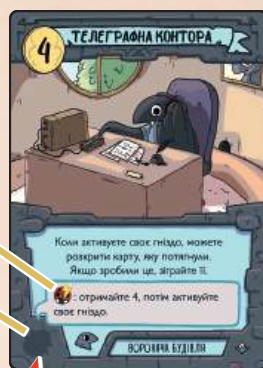 4
ТЕЛЕГРАФНА КОНТОРА
Коли активуєте своє гніздо, можете
розкрити карту, яку потягнули.
Якщо зробили це, зіграйте її.
: отримайте 4, потім активуйте
своє гніздо.
ВОРОНЯЧА БУДІВЛЯ